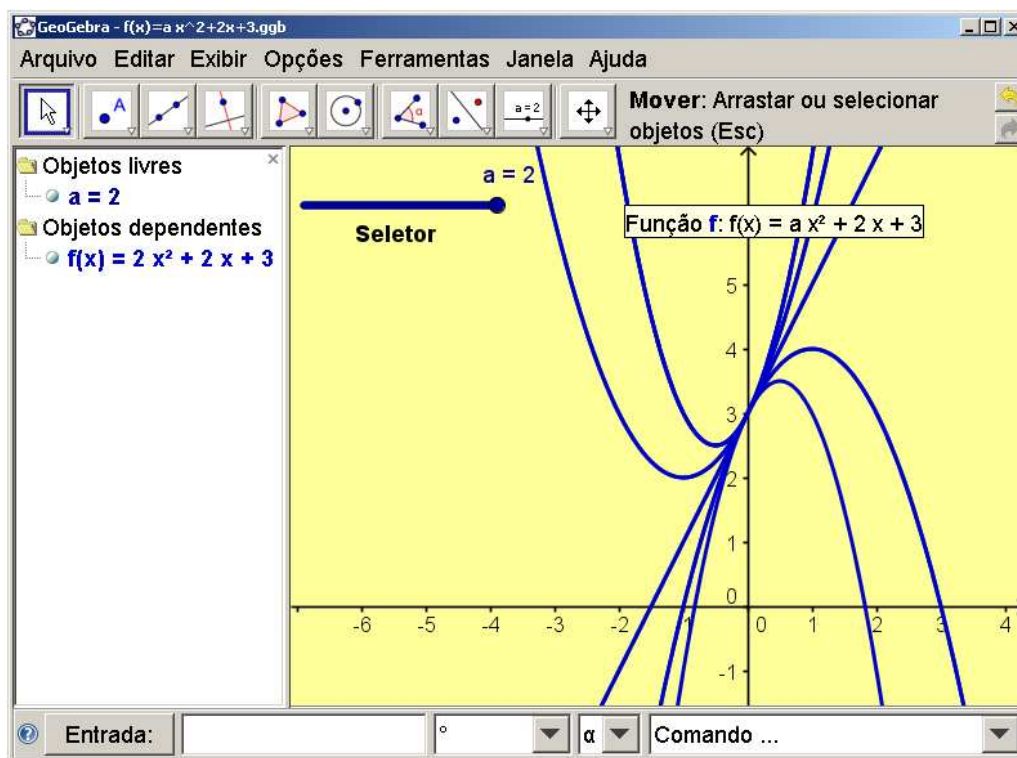 GeoGebra - f(x)=a x^2+2x+3.ggb
Arquivo Editar Exibir Opções Ferramentas Janela Ajuda
A
α
a=2
Mover: Arrastar ou selecionar
objetos (Esc)
Objetos livres
a = 2
Objetos dependentes
f(x) = 2 x² + 2 x + 3
a = 2
Seletor
Função f: f(x) = a x² + 2 x + 3
5
4
3
2
1
0
-6 -5 -4 -3 -2 -1 0 1 2 3 4
-1
Entrada:
°
α
Comando ...